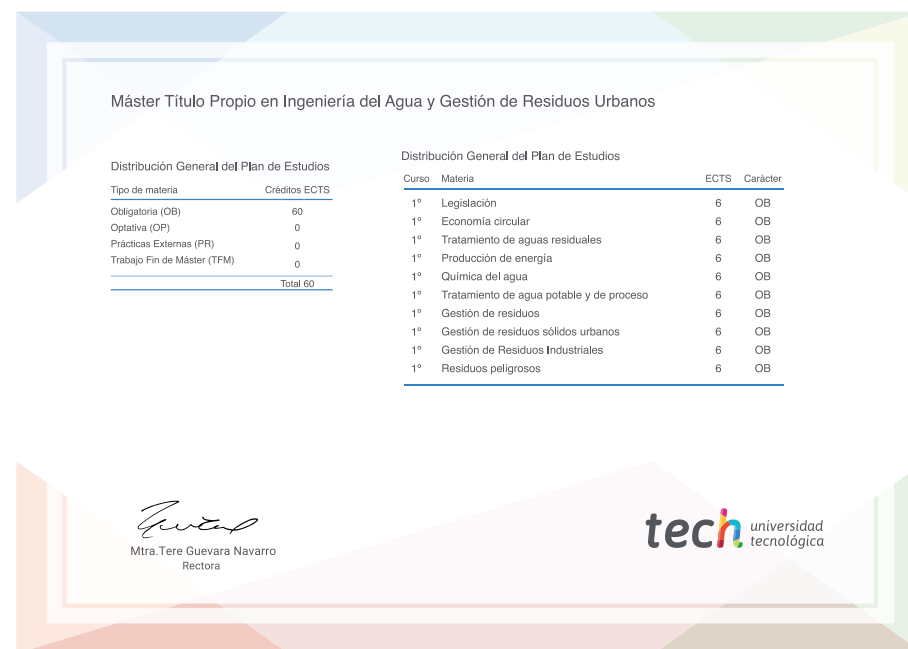 Máster Título Propio en Ingeniería del Agua y Gestión de Residuos Urbanos
Distribución General del Plan de Estudios
Tipo de materia Créditos ECTS
Obligatoria (OB) 60
Optativa (OP) 0
Prácticas Externas (PR) 0
Trabajo Fin de Máster (TFM) 0
Total 60
Distribución General del Plan de Estudios
Curso Materia ECTS Carácter
1º Legislación 6 OB
1º Economía circular 6 OB
1º Tratamiento de aguas residuales 6 OB
1º Producción de energía 6 OB
1º Química del agua 6 OB
1º Tratamiento de agua potable y de proceso 6 OB
1º Gestión de residuos 6 OB
1º Gestión de residuos sólidos urbanos 6 OB
1º Gestión de Residuos Industriales 6 OB
1º Residuos peligrosos 6 OB
Mtra.Tere Guevara Navarro
Rectora
tech universidad
tecnológica